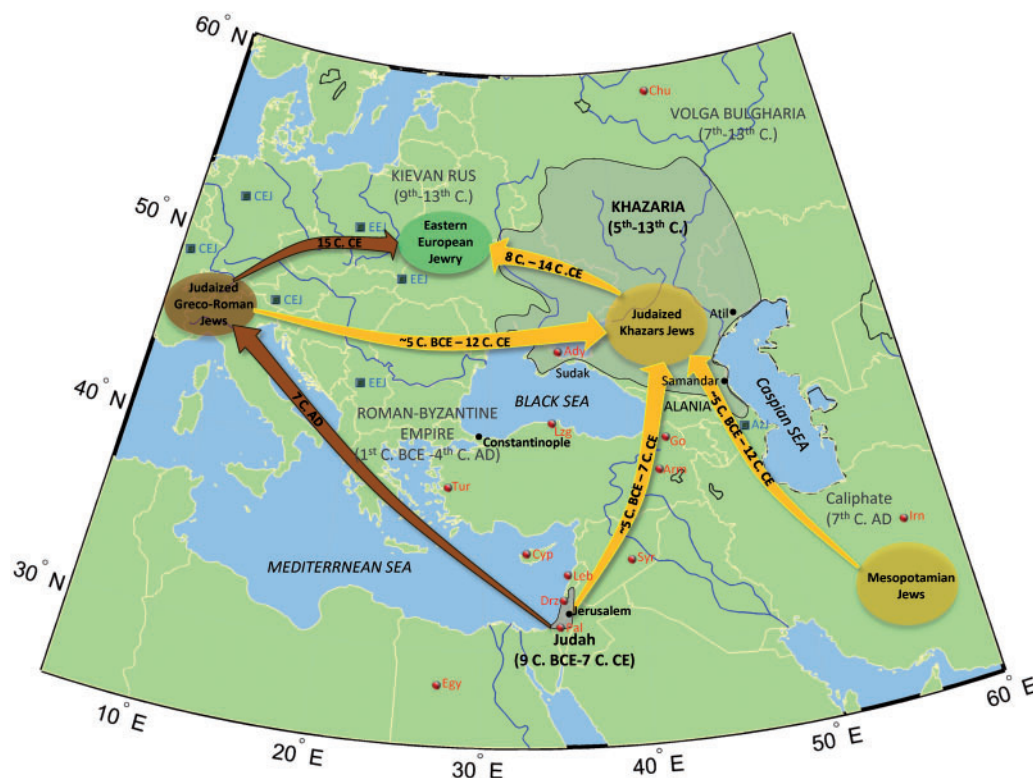 60° N
Chu
VOLGA BULGHARIA
(7th-13th C.)
KIEVAN RUS
(9th-13th C.)
CEJ
50° N
KHAZARIA
(5th-13th C.)
EEJ
Eastern
European
Jewry
15 C. CE
CEJ
8 C. – 14 C .CE
EEJ
Judaized
Greco-Roman
Jews
CEJ
Judaized
Khazars Jews
Atil
~5 C. BCE – 12 C. CE
Ady
Sudak
Samandar
Caspian SEA
40° N
EEJ
7 C. AD
BLACK SEA
ALANIA
ROMAN-BYZANTINE
EMPIRE
(1st C. BCE -4th C. AD)
Lzg
AzJ
Constantinople
Go
~5 C. BCE – 12 C. CE
Arm
~5 C. BCE – 7 C. CE
Tur
Caliphate
(7th C. AD
Irn
Cyp
Syr
MEDITERRNEAN SEA
Leb
30° N
Mesopotamian
Jews
Drz
Jerusalem
Pal
Judah
(9 C. BCE-7 C. CE)
Egy
60° E
10° E
50° E
20° E
40° E
30° E